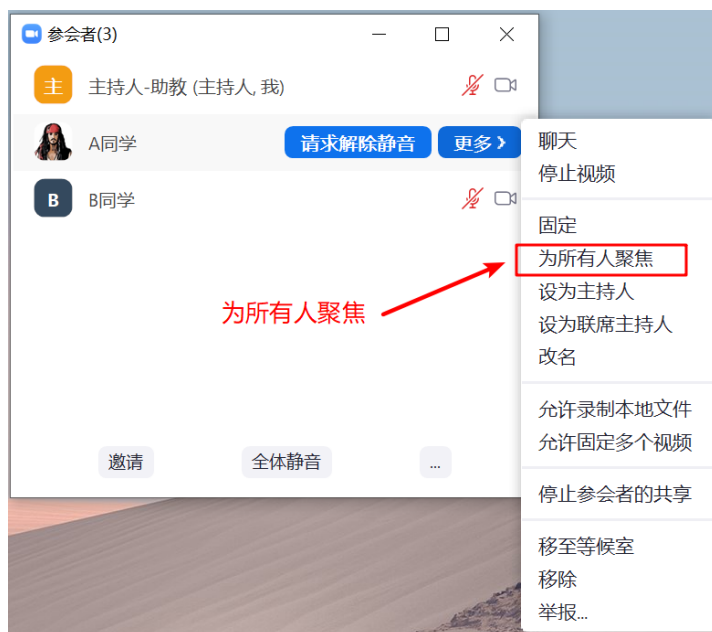 参会者(3)
主 主持人-助教 (主持人, 我)
A同学 请求解除静音 更多 >
B B同学
聊天
停止视频
固定
为所有人聚焦
设为主持人
设为联席主持人
改名
允许录制本地文件
允许固定多个视频
停止参会者的共享
移至等候室
移除
举报...
为所有人聚焦
邀请 全体静音 ...